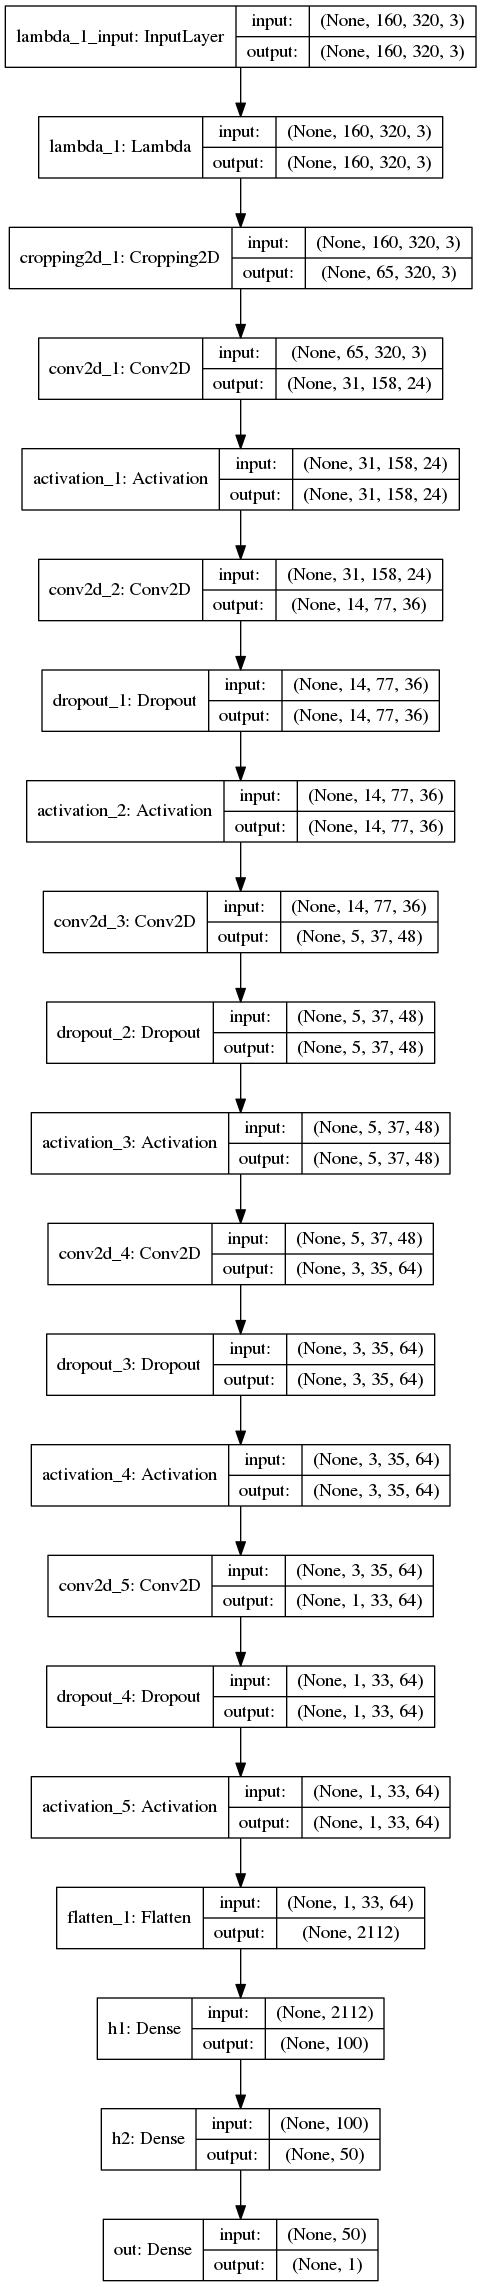 lambda_1_input: InputLayer
input: (None, 160, 320, 3)
output: (None, 160, 320, 3)
lambda_1: Lambda
input: (None, 160, 320, 3)
output: (None, 160, 320, 3)
cropping2d_1: Cropping2D
input: (None, 160, 320, 3)
output: (None, 65, 320, 3)
conv2d_1: Conv2D
input: (None, 65, 320, 3)
output: (None, 31, 158, 24)
activation_1: Activation
input: (None, 31, 158, 24)
output: (None, 31, 158, 24)
conv2d_2: Conv2D
input: (None, 31, 158, 24)
output: (None, 14, 77, 36)
dropout_1: Dropout
input: (None, 14, 77, 36)
output: (None, 14, 77, 36)
activation_2: Activation
input: (None, 14, 77, 36)
output: (None, 14, 77, 36)
conv2d_3: Conv2D
input: (None, 14, 77, 36)
output: (None, 5, 37, 48)
dropout_2: Dropout
input: (None, 5, 37, 48)
output: (None, 5, 37, 48)
activation_3: Activation
input: (None, 5, 37, 48)
output: (None, 5, 37, 48)
conv2d_4: Conv2D
input: (None, 5, 37, 48)
output: (None, 3, 35, 64)
dropout_3: Dropout
input: (None, 3, 35, 64)
output: (None, 3, 35, 64)
activation_4: Activation
input: (None, 3, 35, 64)
output: (None, 3, 35, 64)
conv2d_5: Conv2D
input: (None, 3, 35, 64)
output: (None, 1, 33, 64)
dropout_4: Dropout
input: (None, 1, 33, 64)
output: (None, 1, 33, 64)
activation_5: Activation
input: (None, 1, 33, 64)
output: (None, 1, 33, 64)
flatten_1: Flatten
input: (None, 1, 33, 64)
output: (None, 2112)
h1: Dense
input: (None, 2112)
output: (None, 100)
h2: Dense
input: (None, 100)
output: (None, 50)
out: Dense
input: (None, 50)
output: (None, 1)